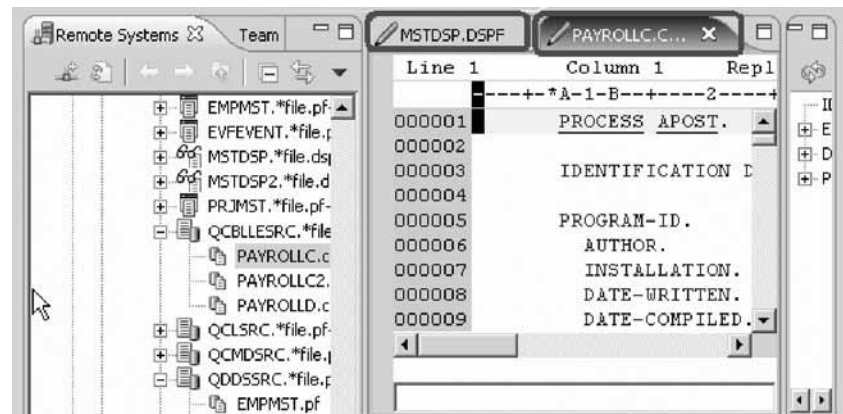 Remote Systems Team
EMPMST.*file.pf-
EVFEVENT.*file.p
MSTDSP.*file.dsp
MSTDSP2.*file.d
PRJMST.*file.pf-
QCBLLESRC.*file
PAYROLLC.c
PAYROLLC2.
PAYROLLD.c
QCLSRC.*file.pf-
QCMDSRC.*file.p
QDDSSRC.*file.p
EMPMST.pf
MSTDSP.DSPF PAYROLLC.C...
Line 1 Column 1 Repl
----+-*A-1-B--+----2-----+
000001 PROCESS APOST.
000002
000003 IDENTIFICATION D
000004
000005 PROGRAM-ID.
000006 AUTHOR.
000007 INSTALLATION.
000008 DATE-WRITTEN.
000009 DATE-COMPILED.
E
D
P